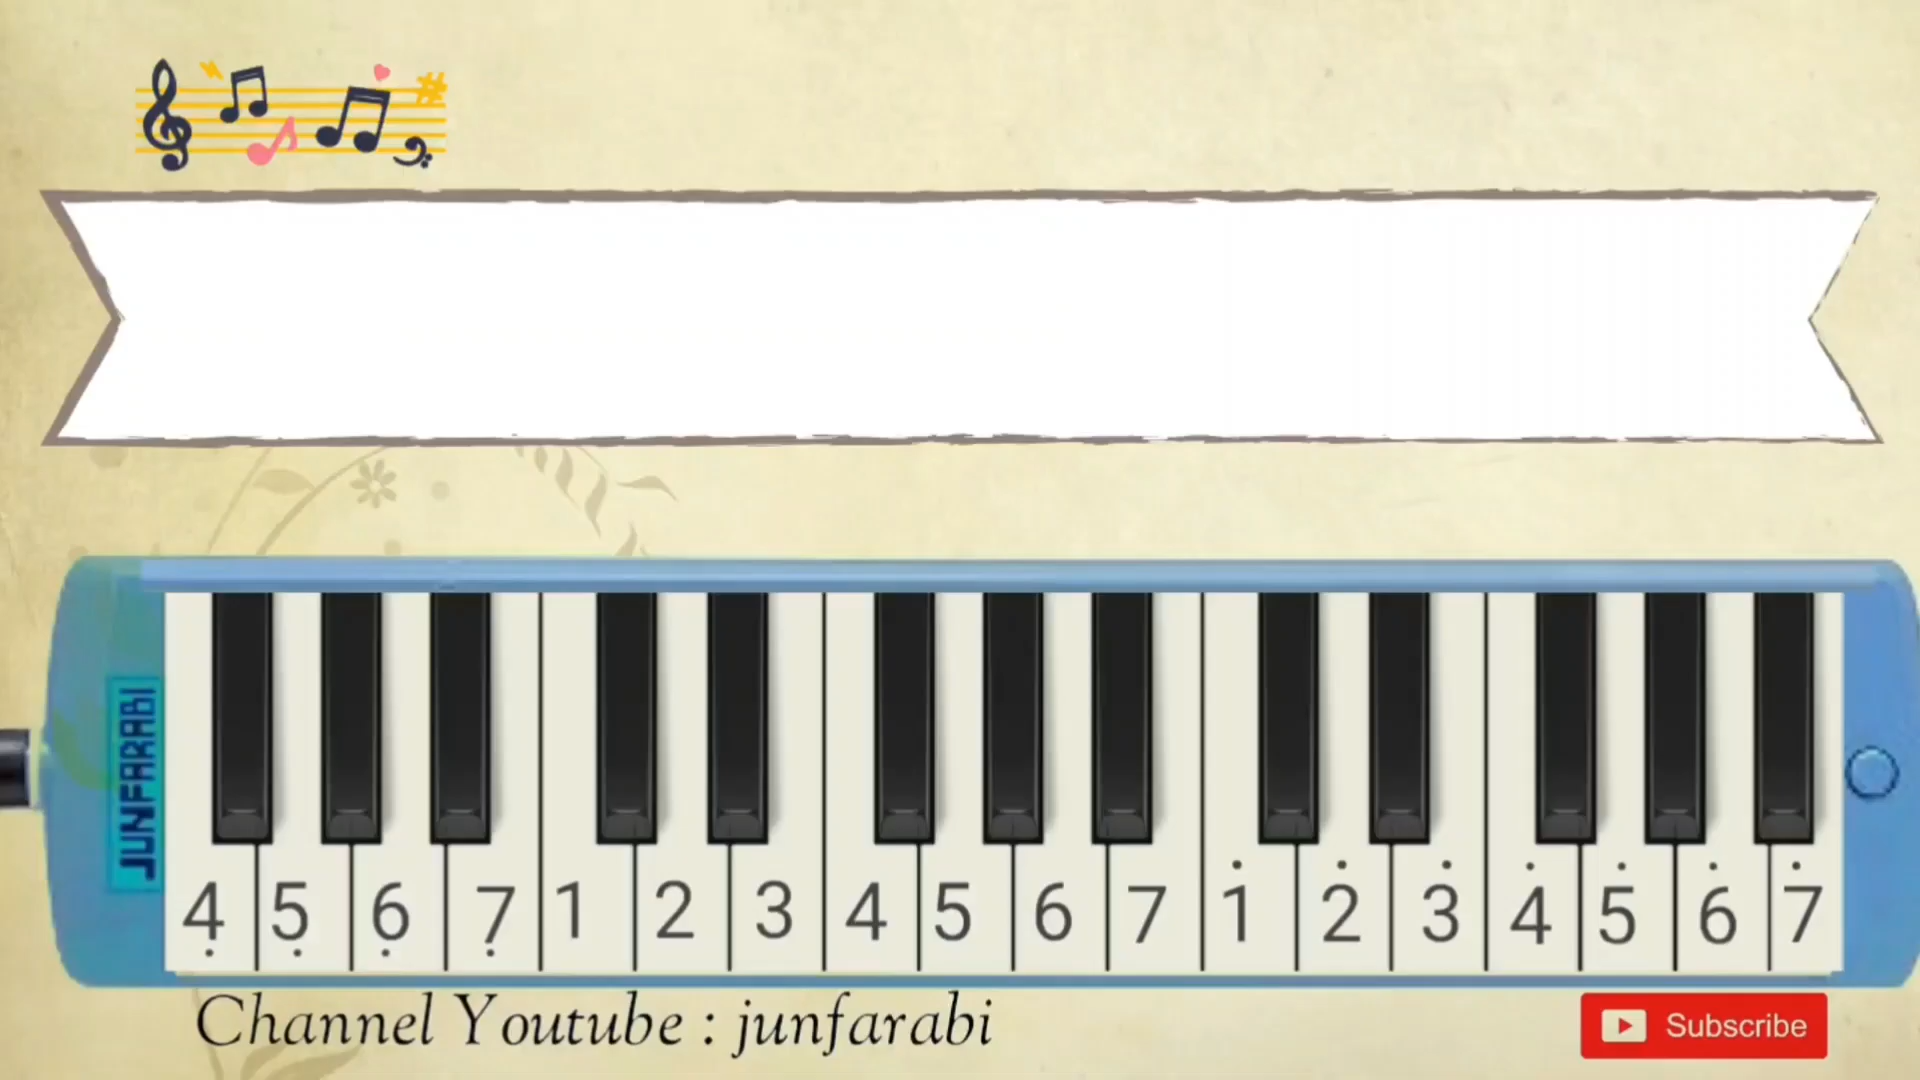 JUNFARABI
4̣ 5̣ 6̣ 7̣ 1 2 3 4 5 6 7 1̇ 2̇ 3̇ 4̇ 5̇ 6̇ 7̇
Channel Youtube : junfarabi
Subscribe